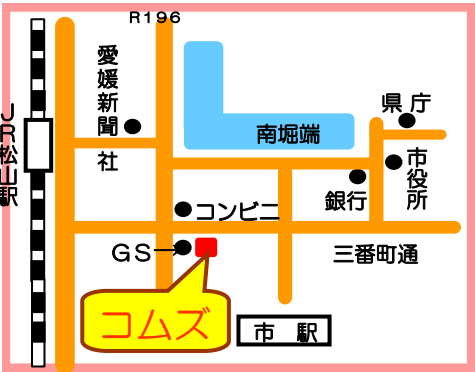 R196
愛媛新聞社
JR松山駅
県庁
南堀端
市役所
銀行
コンビニ
GS
三番町通
コムズ
市 駅